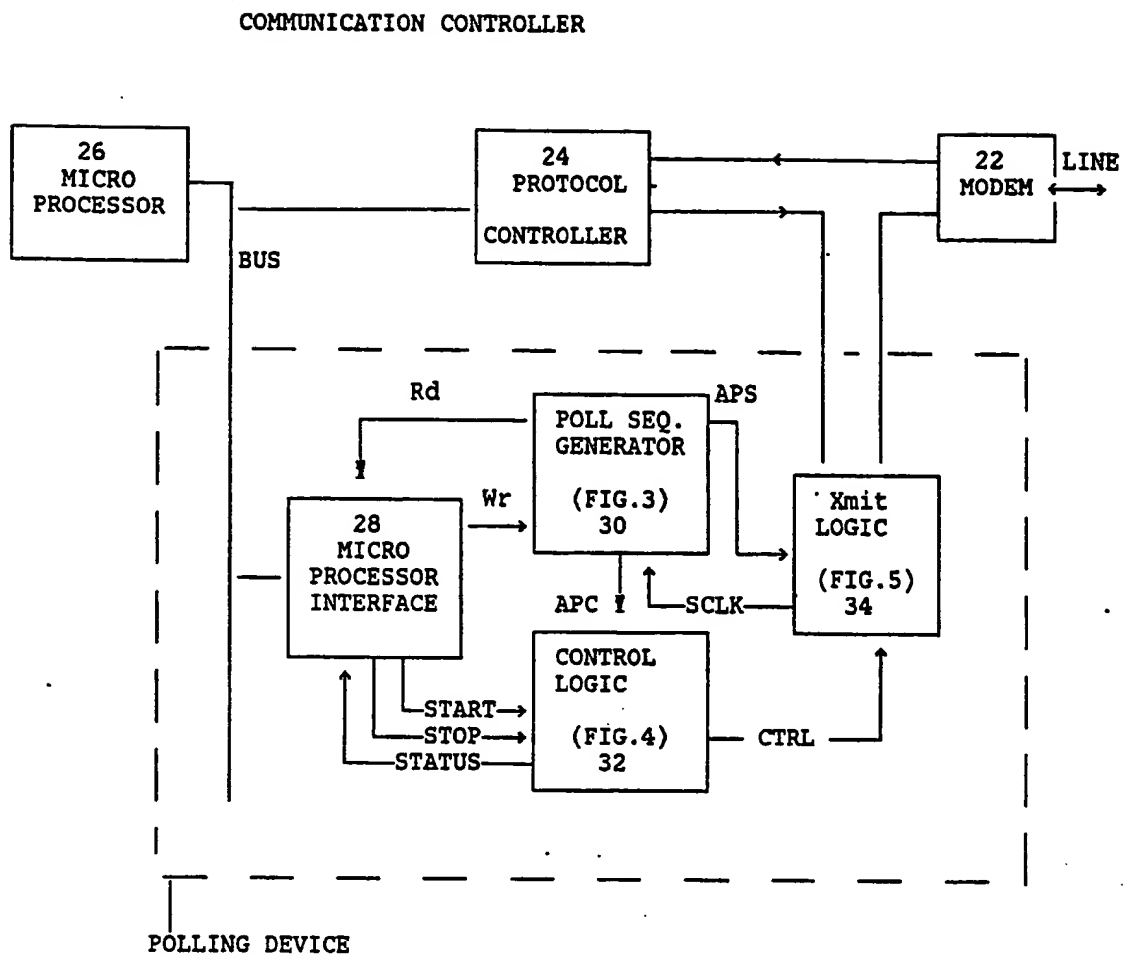 COMMUNICATION CONTROLLER
26
MICRO
PROCESSOR
24
PROTOCOL
CONTROLLER
22
MODEM
LINE
BUS
Rd
APS
POLL SEQ.
GENERATOR
(FIG.3)
30
Wr
28
MICRO
PROCESSOR
INTERFACE
Xmit
LOGIC
(FIG.5)
34
APC
SCLK
CONTROL
LOGIC
(FIG.4)
32
START
STOP
STATUS
CTRL
POLLING DEVICE